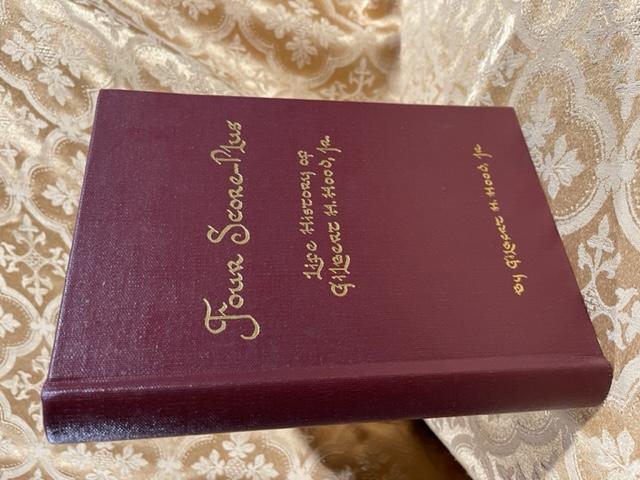 Four Score-Plus
Life History of
Gilbert H. Hood, Jr.
By Gilbert H. Hood, Jr.